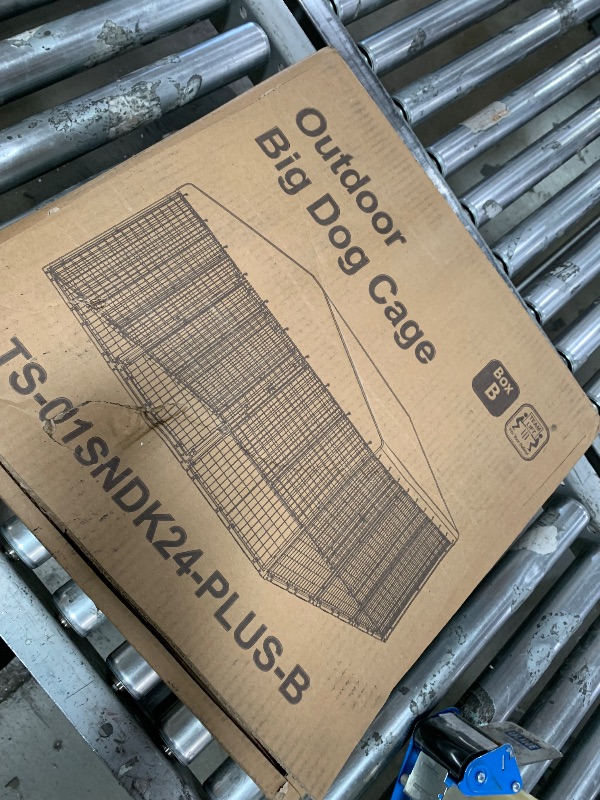 Outdoor
Big Dog Cage
Box
B
TS-01SNDK24-PLUS-B